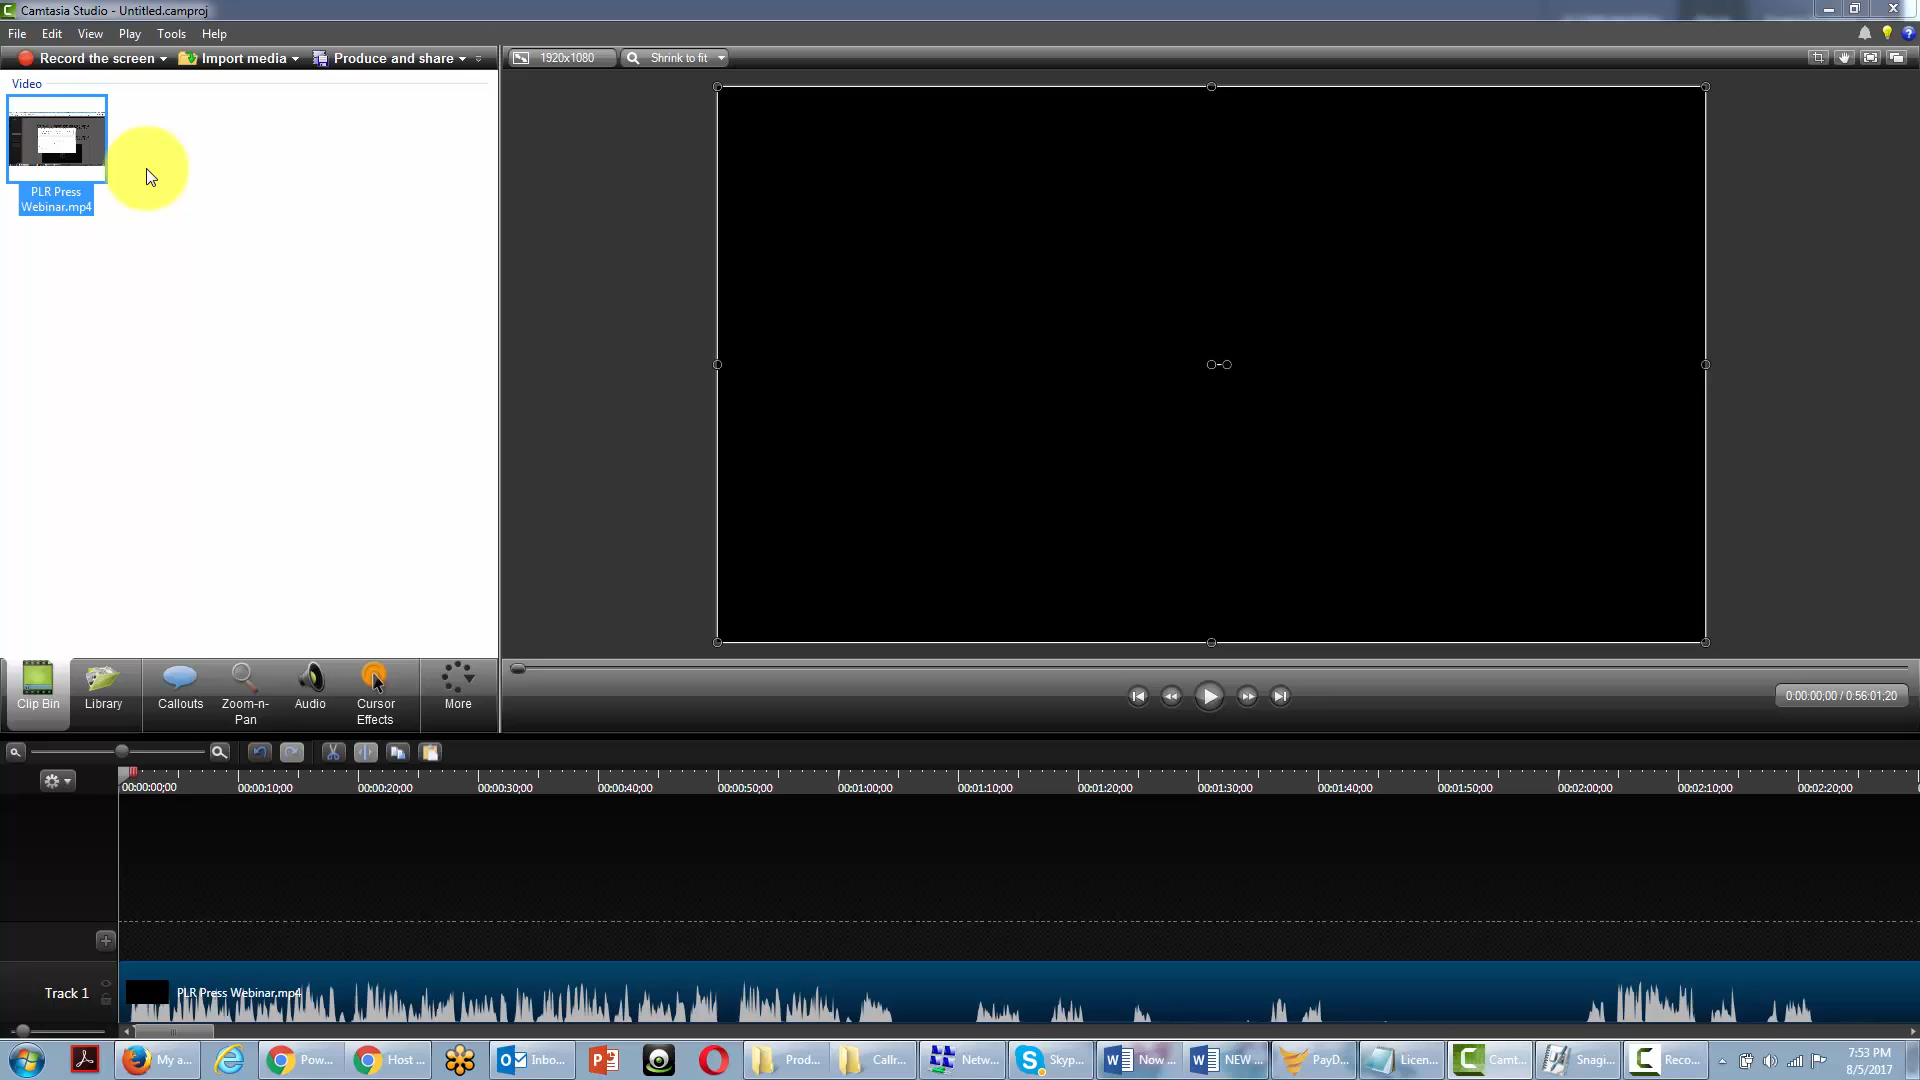 Camtasia Studio - Untitled.camproj
File Edit View Play Tools Help
Record the screen Import media Produce and share
1920x1080 Shrink to fit
Video
PLR Press
Webinar.mp4
Clip Bin Library Callouts Zoom-n-
Pan Audio Cursor
Effects More
0:00:00;00 / 0:56:01;20
00:00:00;00 00:00:10;00 00:00:20;00 00:00:30;00 00:00:40;00 00:00:50;00 00:01:00;00 00:01:10;00 00:01:20;00 00:01:30;00 00:01:40;00 00:01:50;00 00:02:00;00 00:02:10;00 00:02:20;00
Track 1 PLR Press Webinar.mp4
My a... Pow... Host ... Inbo... Prod... Callr... Netw... Skyp... Now ... NEW ... PayD... Licen... Camt... Snagi... Reco...
7:53 PM
8/5/2017